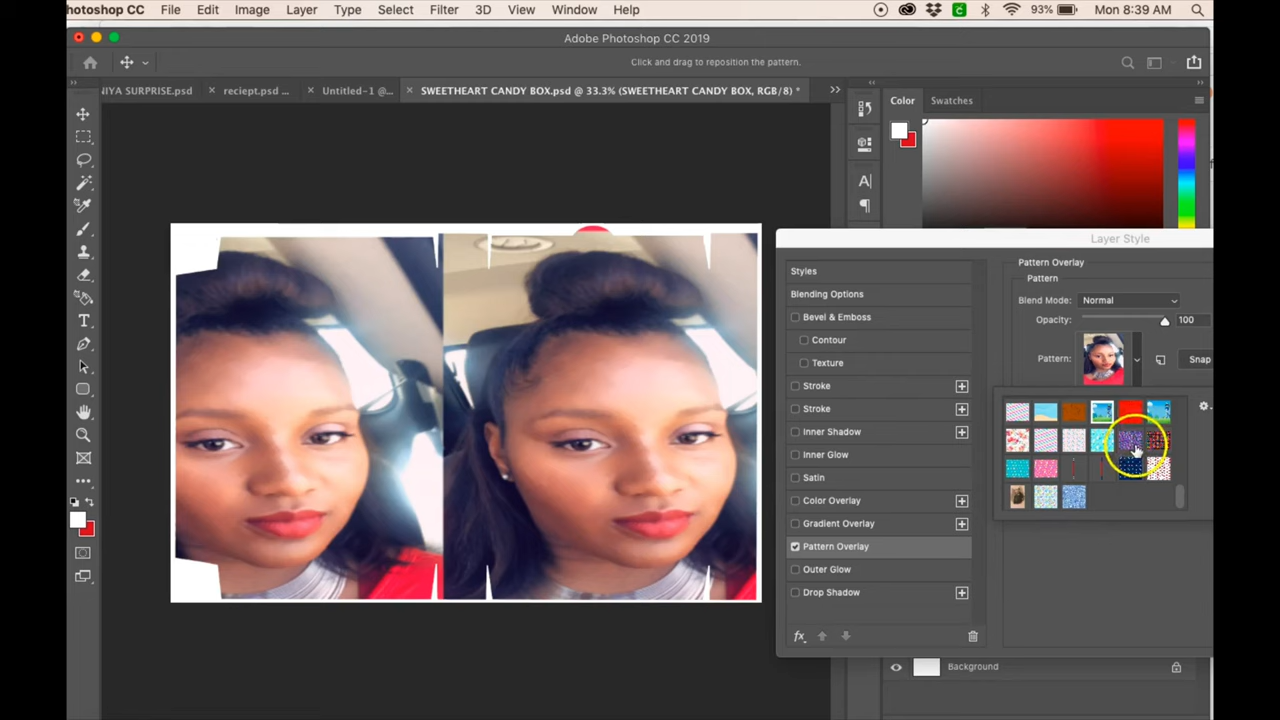 hotoshop CC File Edit Image Layer Type Select Filter 3D View Window Help 93% Mon 8:39 AM
Adobe Photoshop CC 2019
Click and drag to reposition the pattern.
NIYA SURPRISE.psd × reciept.psd ... × Untitled-1 @... × SWEETHEART CANDY BOX.psd @ 33.3% (SWEETHEART CANDY BOX, RGB/8) *
Color Swatches
Layer Style
Styles
Blending Options
Bevel & Emboss
Contour
Texture
Stroke
Stroke
Inner Shadow
Inner Glow
Satin
Color Overlay
Gradient Overlay
Pattern Overlay
Outer Glow
Drop Shadow
fx
Pattern Overlay
Pattern
Blend Mode: Normal
Opacity: 100
Pattern: Snap
Background